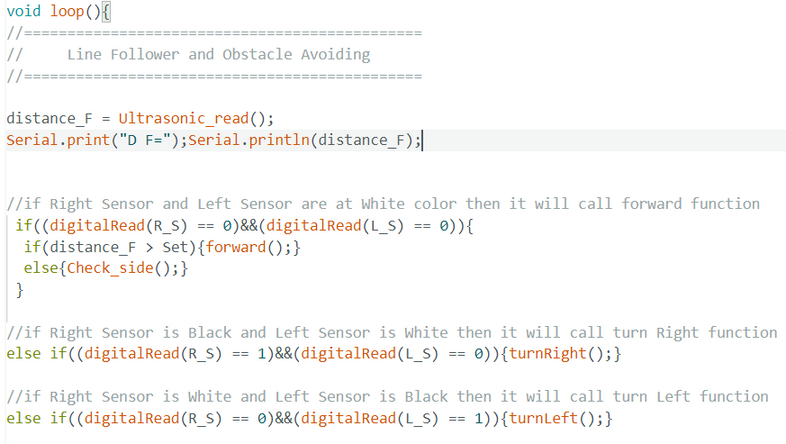 void loop(){
//==============================================
//     Line Follower and Obstacle Avoiding
//==============================================
distance_F = Ultrasonic_read();
Serial.print("D F=");Serial.println(distance_F);
//if Right Sensor and Left Sensor are at White color then it will call forward function
if((digitalRead(R_S) == 0)&&(digitalRead(L_S) == 0)){
if(distance_F > Set){forward();}
else{Check_side();}
}
//if Right Sensor is Black and Left Sensor is White then it will call turn Right function
else if((digitalRead(R_S) == 1)&&(digitalRead(L_S) == 0)){turnRight();}
//if Right Sensor is White and Left Sensor is Black then it will call turn Left function
else if((digitalRead(R_S) == 0)&&(digitalRead(L_S) == 1)){turnLeft();}